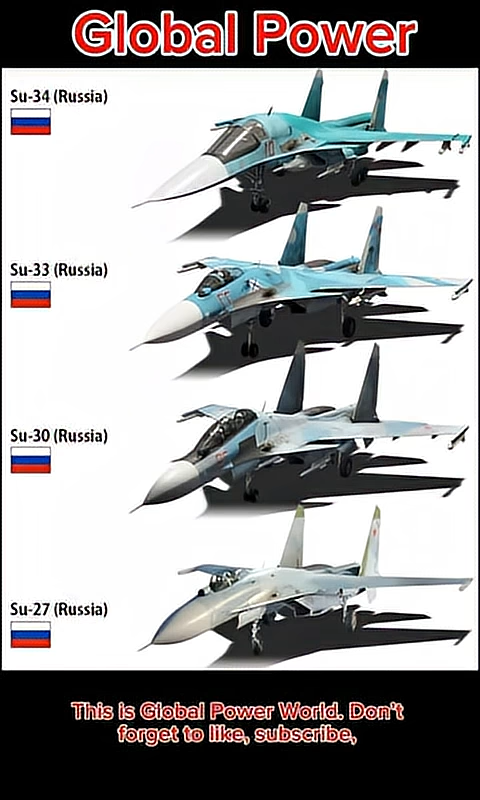 Global Power
Su-34 (Russia)
Su-33 (Russia)
Su-30 (Russia)
Su-27 (Russia)
This is Global Power World. Don't
forget to like, subscribe,